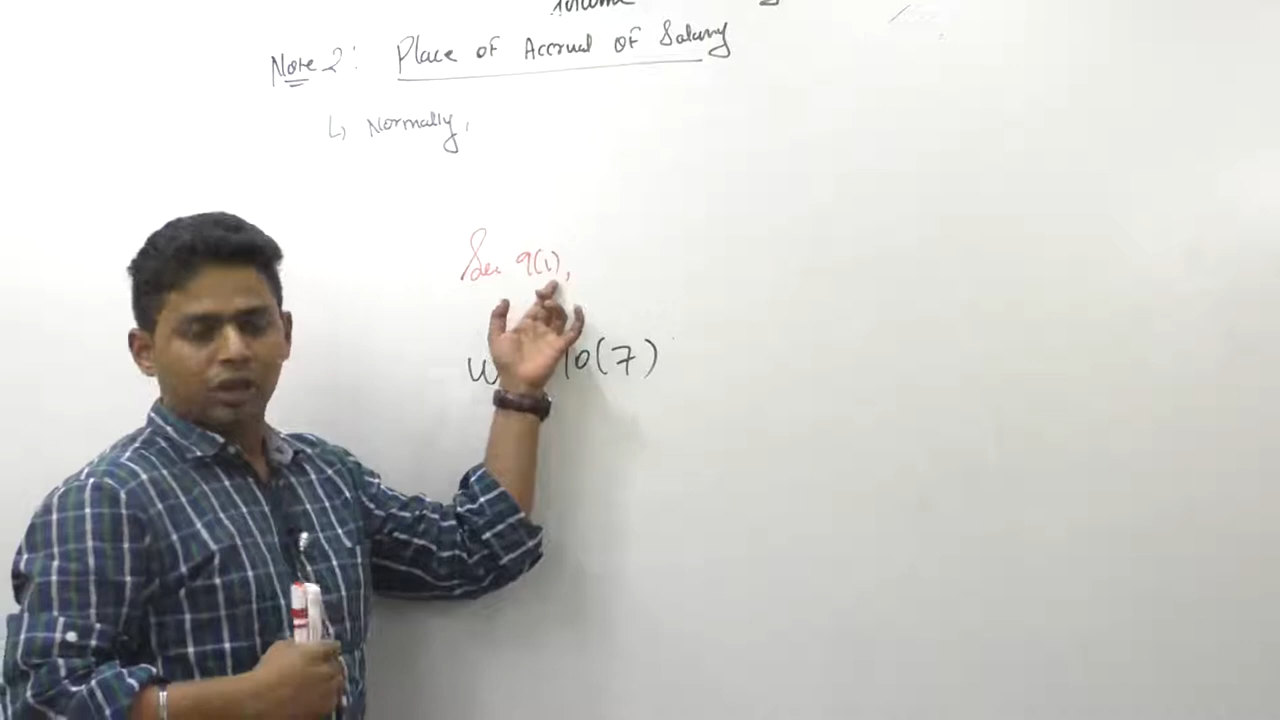 Note 2: Place of Accrual of Salary
↳ Normally,
Sec 9(1),
10(7)